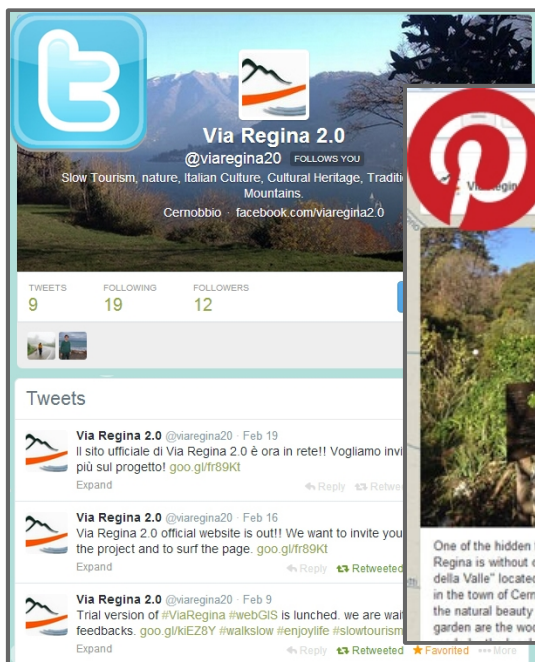 Via Regina 2.0
@viaregina20 FOLLOWS YOU
Slow Tourism, nature, Italian Culture, Cultural Heritage,
Mountains.
Cernobbio · facebook.com/viaregina2.0
TWEETS FOLLOWING FOLLOWERS
9 19 12
Tweets
Via Regina 2.0 @viaregina20 · Feb 19
Il sito ufficiale di Via Regina 2.0 è ora in rete!! Vogliamo
più sul progetto! goo.gl/fr89Kt
Expand Reply
Via Regina 2.0 @viaregina20 · Feb 16
Via Regina 2.0 official website is out!! We want to invite you
the project and to surf the page. goo.gl/fr89Kt
Expand Reply Retweeted
Via Regina 2.0 @viaregina20 · Feb 9
Trial version of #ViaRegina #webGIS is lunched. we are
feedbacks. goo.gl/kiEZ8Y #walkslow #enjoylife #slowtourism
Expand Reply Retweeted Favorited More
One of the hidden
Regina is without
della Valle" located
in the town of
the natural beauty
garden are the